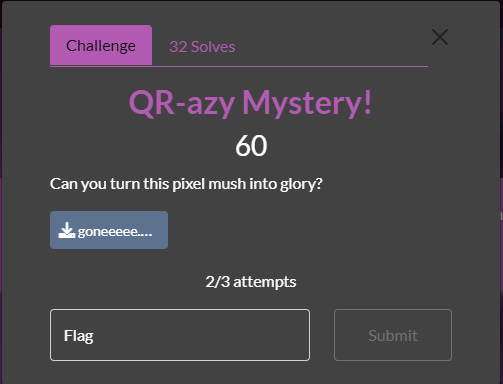 Challenge
32 Solves
QR-azy Mystery!
60
Can you turn this pixel mush into glory?
goneeeee.…
2/3 attempts
Flag
Submit